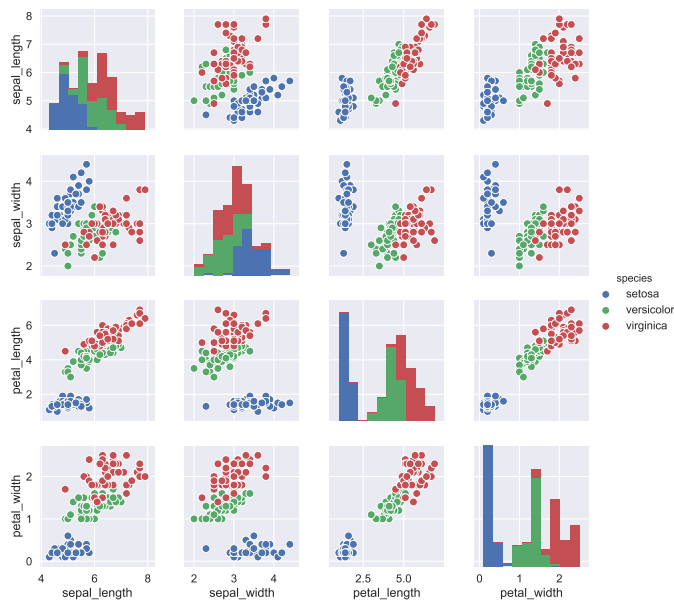 8
7
6
5
4
sepal_length
4
3
2
sepal_width
species
setosa
versicolor
virginica
6
4
2
petal_length
2
1
0
petal_width
4 6 8
2 3 4
2.5 5.0
0 1 2
sepal_length
sepal_width
petal_length
petal_width